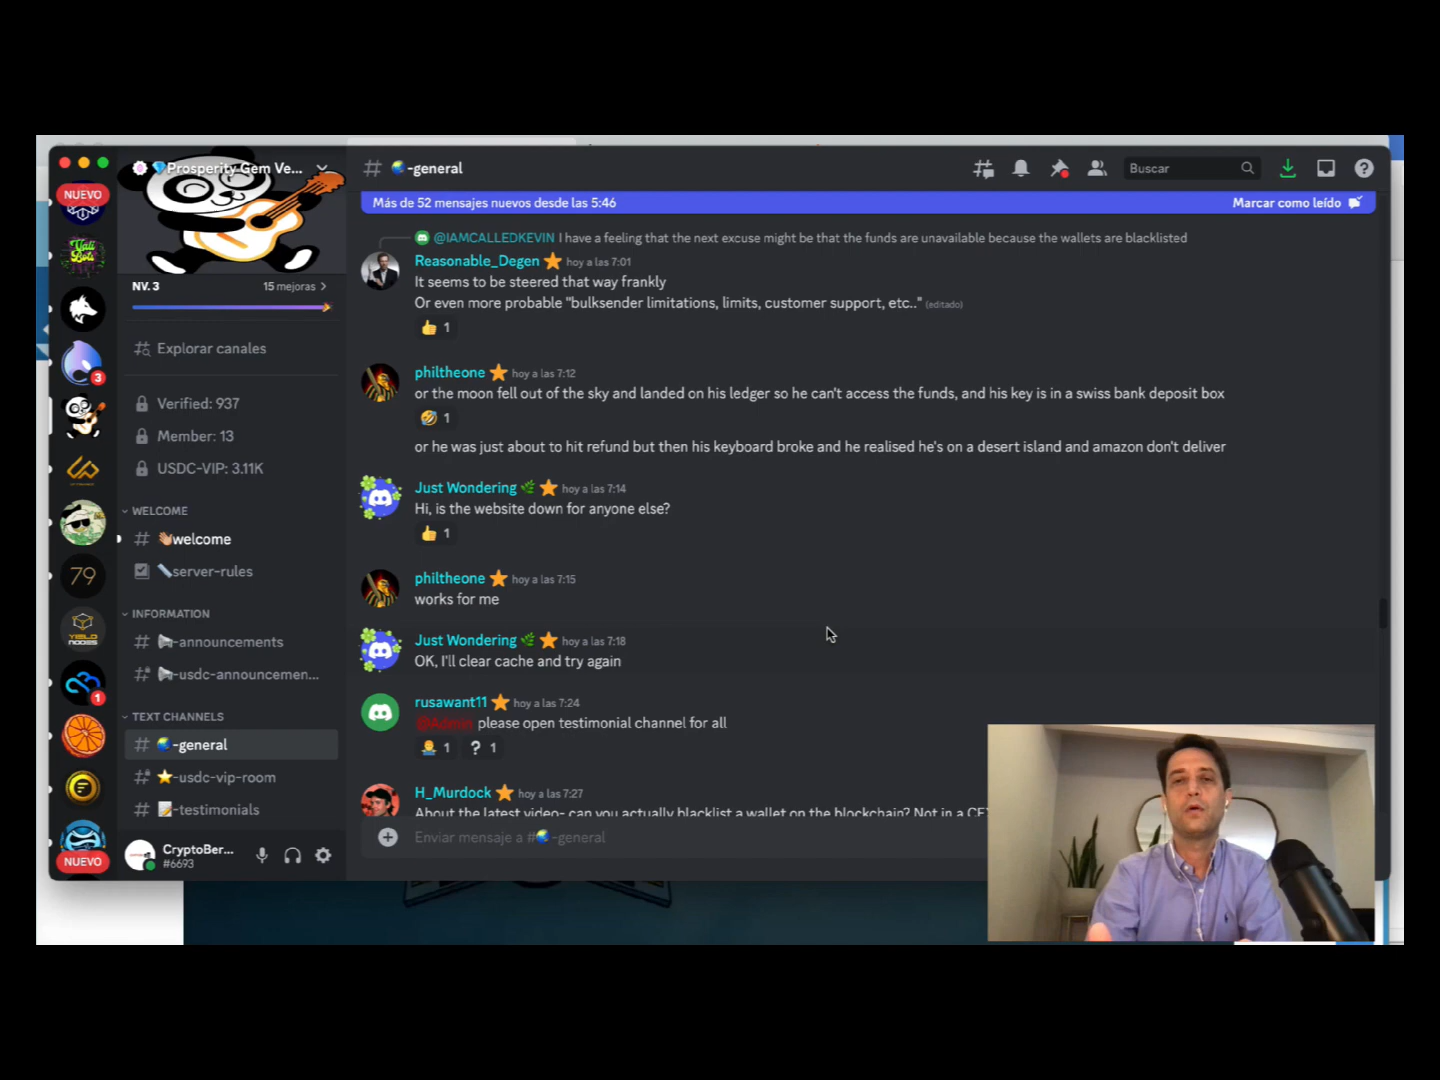 NUEVO
Prosperity Gem Ve...
NV. 3
15 mejoras
Explorar canales
Verified: 937
Member: 13
USDC-VIP: 3.11K
WELCOME
welcome
server-rules
INFORMATION
-announcements
-usdc-announcemen...
TEXT CHANNELS
-general
-usdc-vip-room
-testimonials
CryptoBer...
#6693
Yali
Bots
3
79
YIELD
NODES
1
NUEVO
# -general
Buscar
Más de 52 mensajes nuevos desde las 5:46
Marcar como leído
@IAMCALLEDKEVIN I have a feeling that the next excuse might be that the funds are unavailable because the wallets are blacklisted
Reasonable_Degen hoy a las 7:01
It seems to be steered that way frankly
Or even more probable "bulksender limitations, limits, customer support, etc.." (editado)
1
philtheone hoy a las 7:12
or the moon fell out of the sky and landed on his ledger so he can't access the funds, and his key is in a swiss bank deposit box
1
or he was just about to hit refund but then his keyboard broke and he realised he's on a desert island and amazon don't deliver
Just Wondering hoy a las 7:14
Hi, is the website down for anyone else?
1
philtheone hoy a las 7:15
works for me
Just Wondering hoy a las 7:18
OK, I'll clear cache and try again
rusawant11 hoy a las 7:24
@Admin please open testimonial channel for all
1 ? 1
H_Murdock hoy a las 7:27
About the latest video- can you actually blacklist a wallet on the blockchain? Not in a CE
Enviar mensaje a # -general